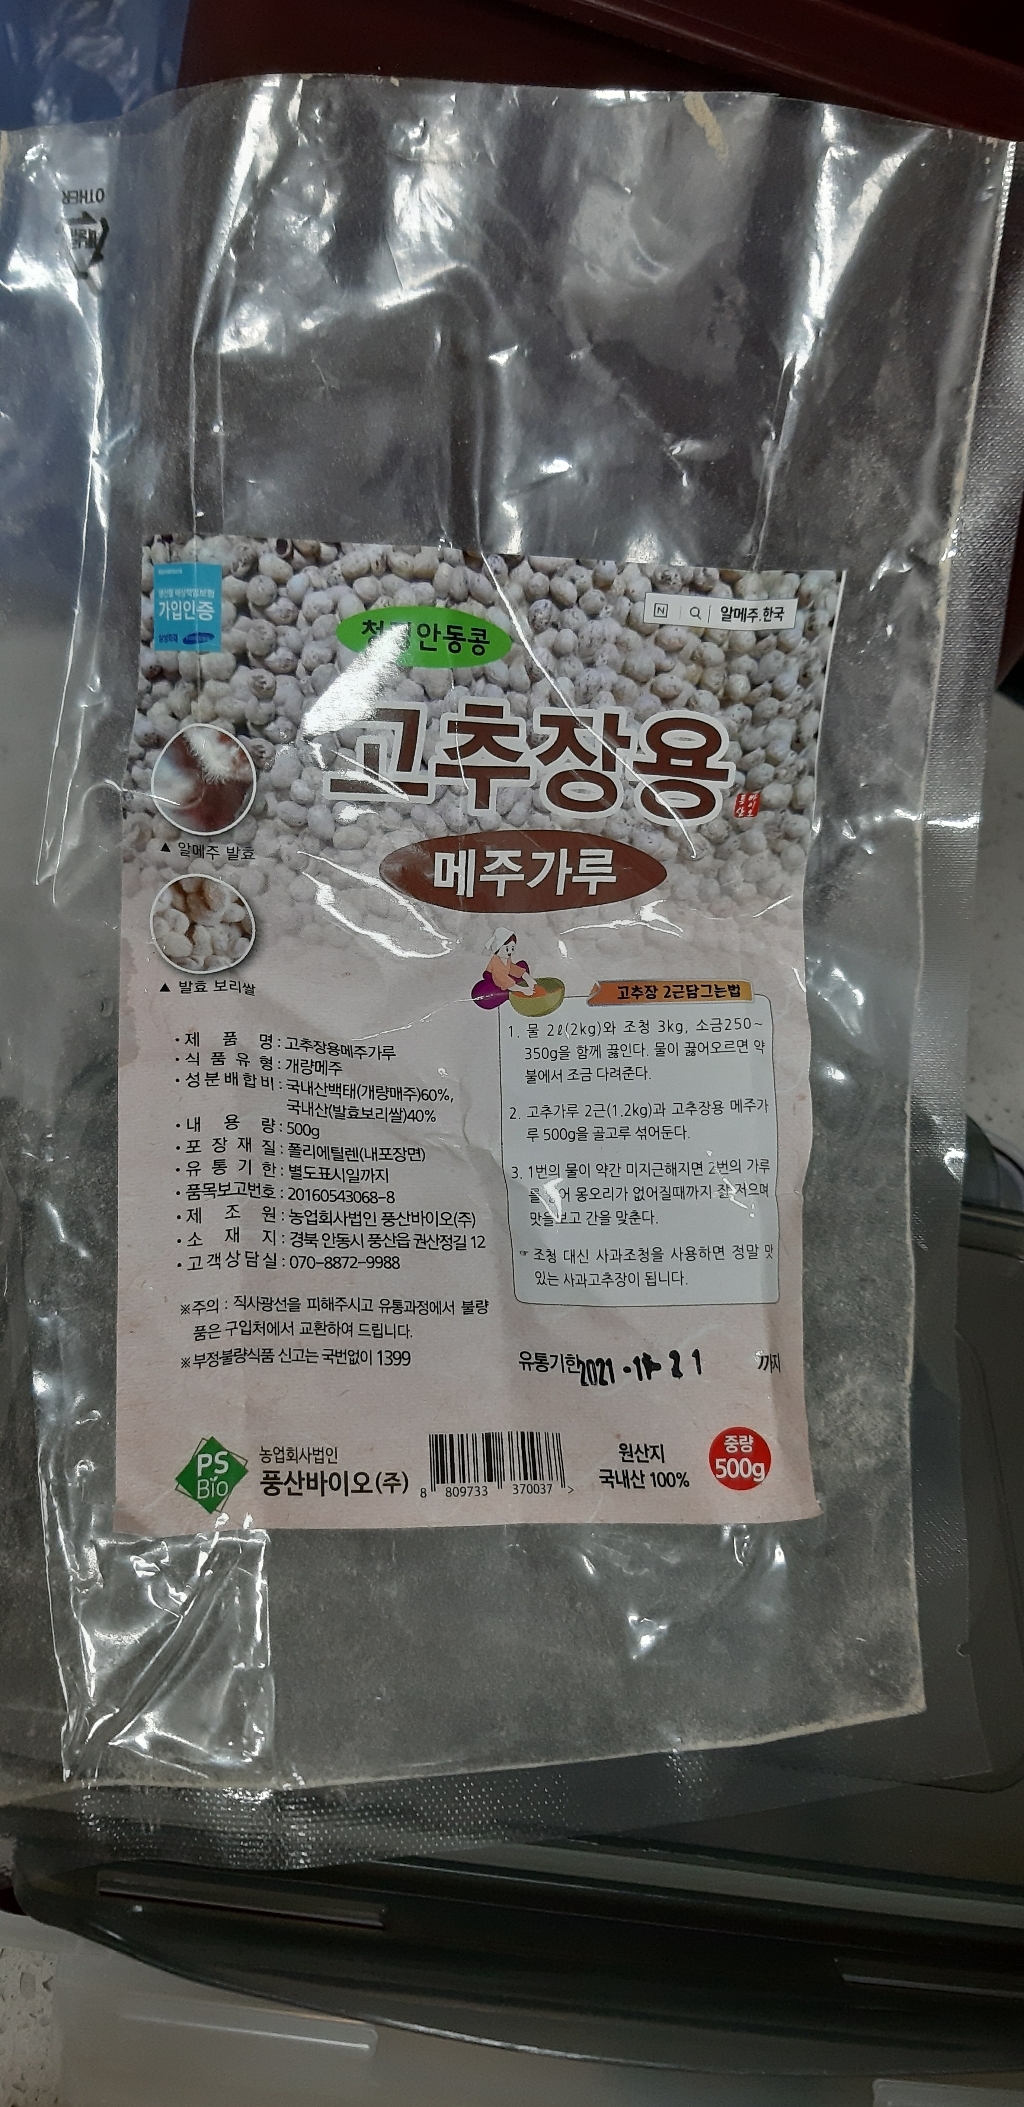 OTHER
가입인증
알메주.한국
청정안동콩
고추장용
메주가루
▲ 알메주 발효
▲ 발효 보리쌀
고추장 2근담그는법
1. 물 2ℓ(2kg)와 조청 3kg, 소금250~
350g을 함께 끓인다. 물이 끓어오르면 약
불에서 조금 다려준다.
2. 고추가루 2근(1.2kg)과 고추장용 메주가
루 500g을 골고루 섞어둔다.
3. 1번의 물이 약간 미지근해지면 2번의 가루
를 몽오리가 없어질때까지 저으며
맛을 보고 간을 맞춘다.
☞ 조청 대신 사과조청을 사용하면 정말 맛
있는 사과고추장이 됩니다.
• 제 품 명 : 고추장용메주가루
• 식 품 유 형 : 개량메주
• 성분배합비 : 국내산백태(개량매주)60%,
국내산(발효보리쌀)40%
• 내 용 량 : 500g
• 포 장 재 질 : 폴리에틸렌(내포장면)
• 유 통 기 한 : 별도표시일까지
• 품목보고번호 : 20160543068-8
• 제 조 원 : 농업회사법인 풍산바이오(주)
• 소 재 지 : 경북 안동시 풍산읍 권산정길 12
• 고객상담실 : 070-8872-9988
※주의 : 직사광선을 피해주시고 유통과정에서 불량
품은 구입처에서 교환하여 드립니다.
※부정불량식품 신고는 국번없이 1399
유통기한 2021 까지
PS
Bio
농업회사법인
풍산바이오(주)
8 809733 370037 >
원산지
국내산 100%
중량
500g